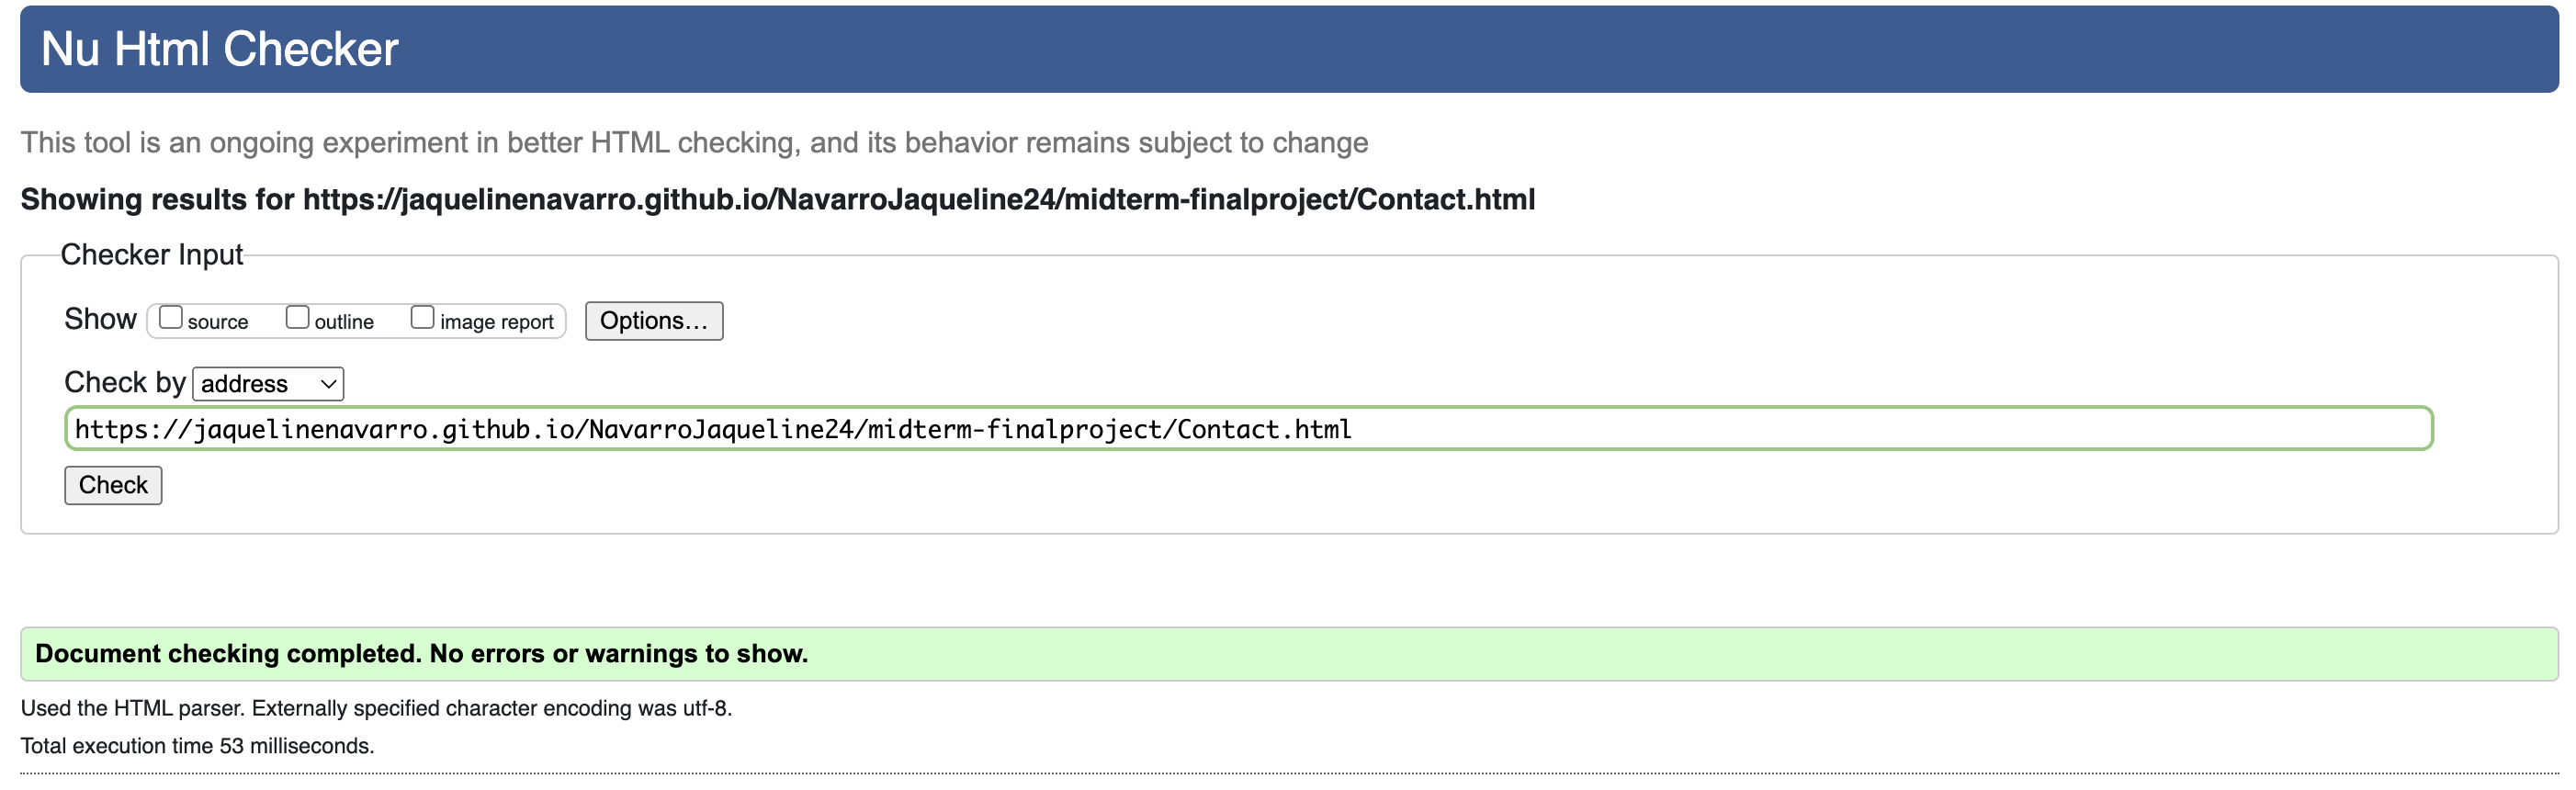 Nu Html Checker
This tool is an ongoing experiment in better HTML checking, and its behavior remains subject to change
Showing results for https://jaquelinenavarro.github.io/NavarroJaqueline24/midterm-finalproject/Contact.html
Checker Input
Show source outline image report Options...
Check by address
https://jaquelinenavarro.github.io/NavarroJaqueline24/midterm-finalproject/Contact.html
Check
Document checking completed. No errors or warnings to show.
Used the HTML parser. Externally specified character encoding was utf-8.
Total execution time 53 milliseconds.